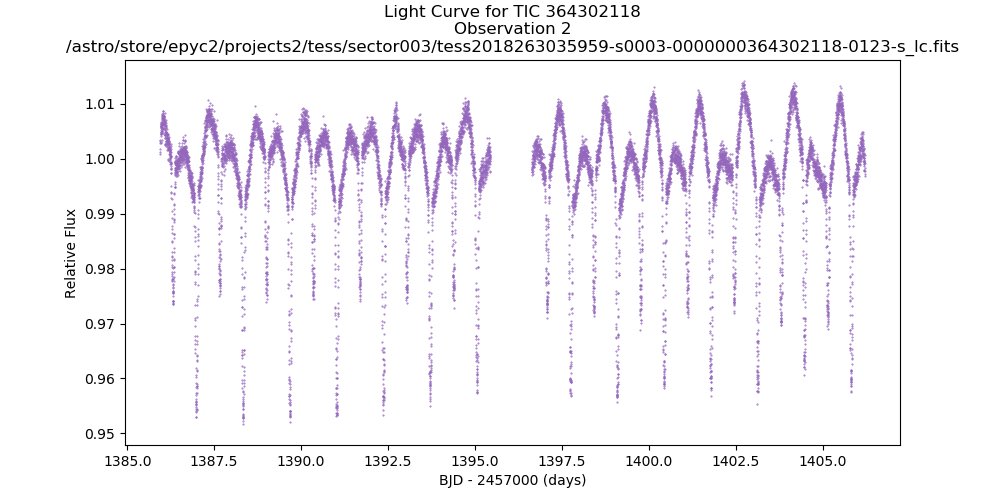 Light Curve for TIC 364302118
Observation 2
/astro/store/epyc2/projects2/tess/sector003/tess2018263035959-s0003-0000000364302118-0123-s_lc.fits
1.01
1.00
0.99
0.98
0.97
0.96
0.95
Relative Flux
1385.0 1387.5 1390.0 1392.5 1395.0 1397.5 1400.0 1402.5 1405.0
BJD - 2457000 (days)